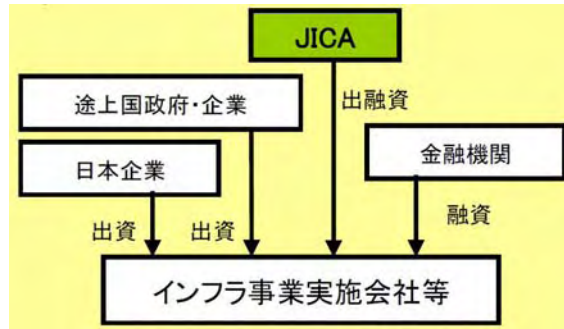 JICA
途上国政府・企業
出融資
日本企業
金融機関
出資
出資
融資
インフラ事業実施会社等